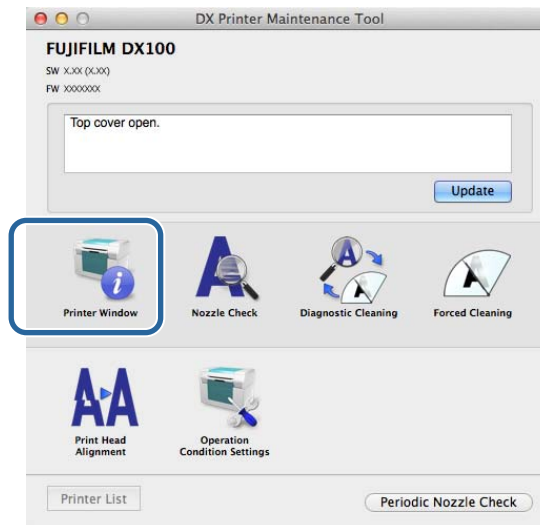 DX Printer Maintenance Tool
FUJIFILM DX100
SW X.XX (X.XX)
FW XXXXXXX
Top cover open.
Update
Printer Window
Nozzle Check
Diagnostic Cleaning
Forced Cleaning
Print Head
Alignment
Operation
Condition Settings
Printer List
Periodic Nozzle Check